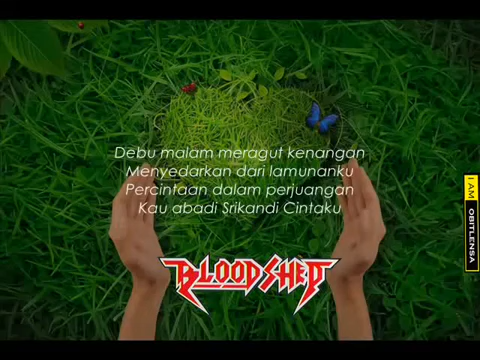 Debu malam meragut kenangan
Menyedarkan dari lamunanku
Percintaan dalam perjuangan
Kau abadi Srikandi Cintaku
BLOODSHED
I AM OBITLENSA